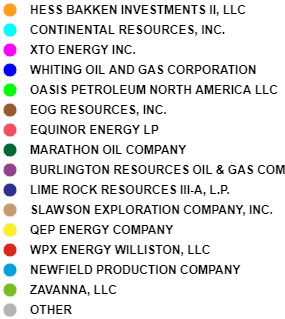 HESS BAKKEN INVESTMENTS II, LLC
CONTINENTAL RESOURCES, INC.
XTO ENERGY INC.
WHITING OIL AND GAS CORPORATION
OASIS PETROLEUM NORTH AMERICA LLC
EOG RESOURCES, INC.
EQUINOR ENERGY LP
MARATHON OIL COMPANY
BURLINGTON RESOURCES OIL & GAS COM
LIME ROCK RESOURCES III-A, L.P.
SLAWSON EXPLORATION COMPANY, INC.
QEP ENERGY COMPANY
WPX ENERGY WILLISTON, LLC
NEWFIELD PRODUCTION COMPANY
ZAVANNA, LLC
OTHER